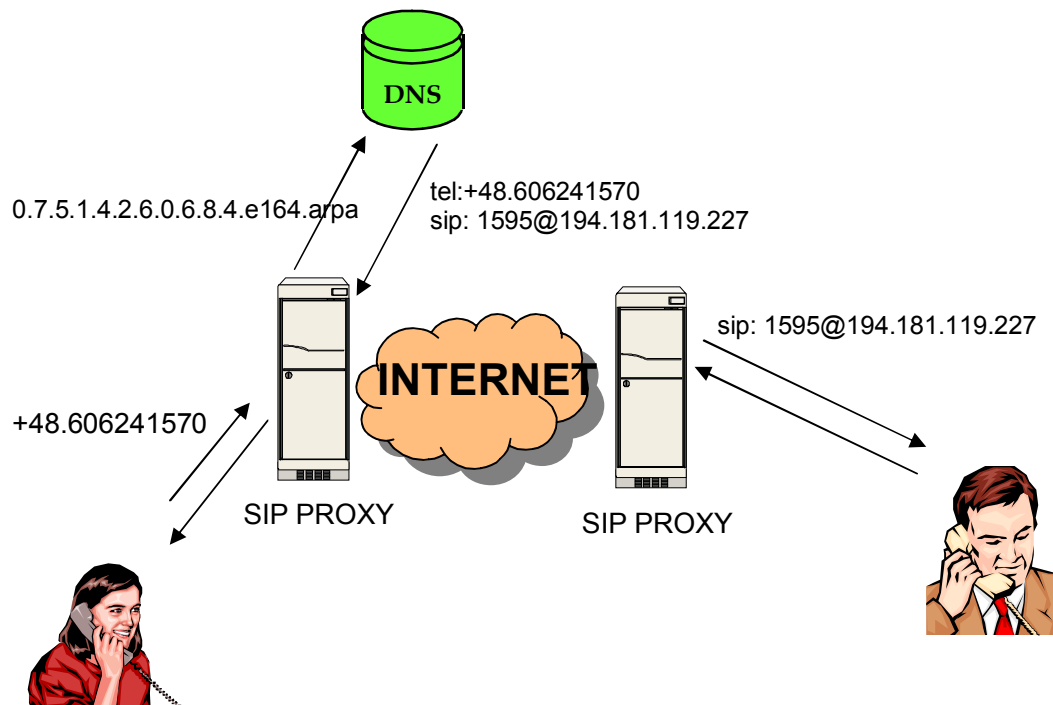 DNS
0.7.5.1.4.2.6.0.6.8.4.e164.arpa
tel:+48.606241570
sip: 1595@194.181.119.227
sip: 1595@194.181.119.227
INTERNET
+48.606241570
SIP PROXY
SIP PROXY